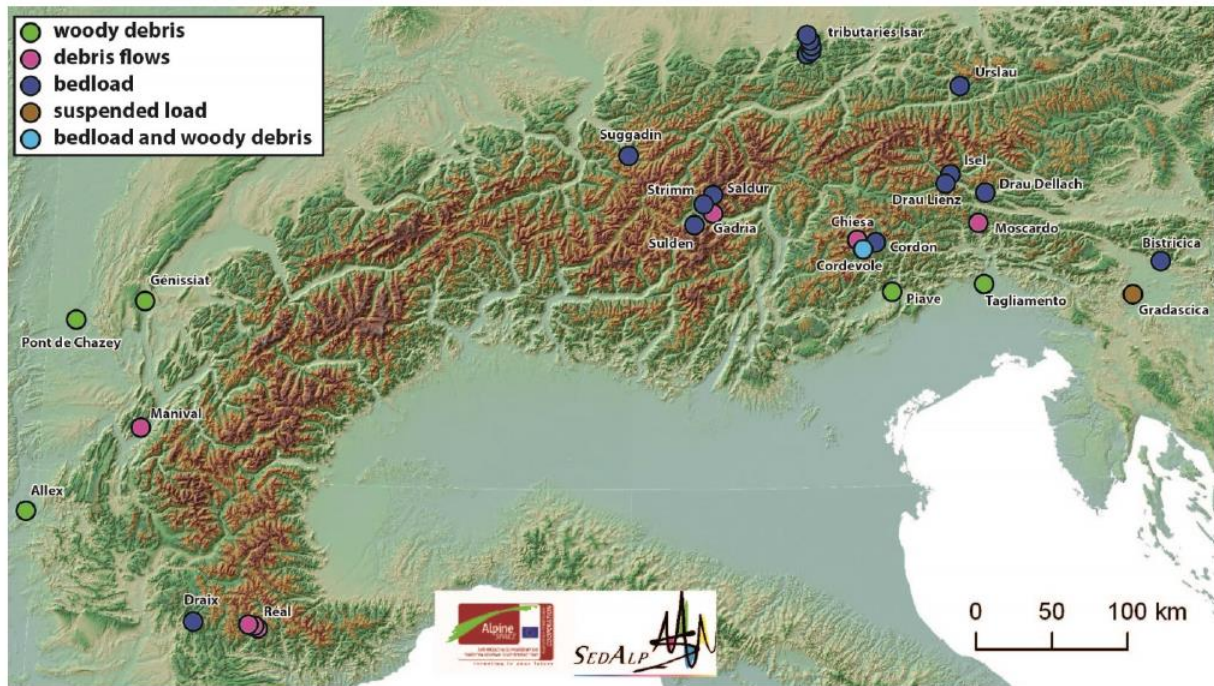 woody debris
debris flows
bedload
suspended load
bedload and woody debris
tributaries Isar
Urslau
Suggadin
Isel
Strimm
Saldur
Drau Dellach
Drau Lienz
Gadria
Chiesa
Moscardo
Sulden
Cordon
Bistricica
Cordevole
Génissiat
Piave
Tagliamento
Gradascica
Pont de Chazey
Manival
Allex
Draix
Réal
Alpine
space
SEDALP
0 50 100 km